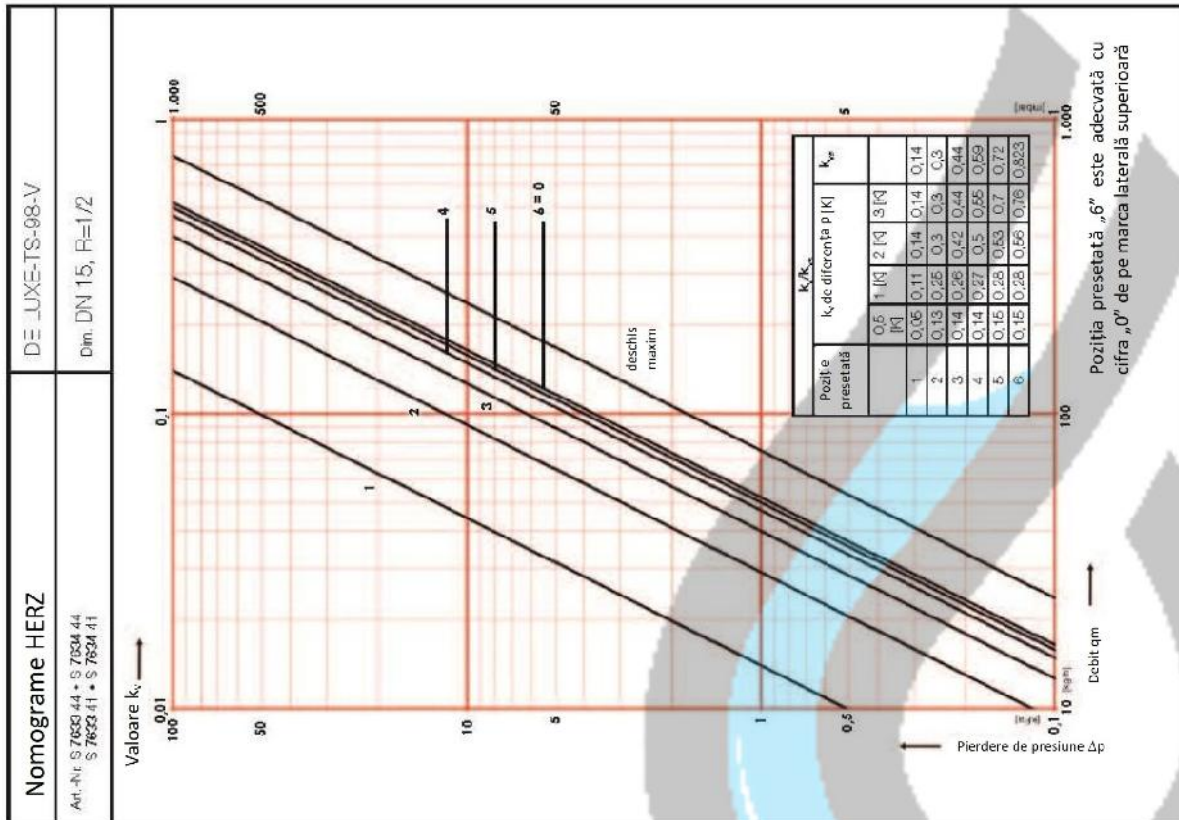 Nomograme HERZ
DE LUXE-TS-98-V
Art.-Nr. S 7633 44 • S 7634 44
S 7633 41 • S 7634 41
Dim. DN 15, R=1/2
Valoare kv
0,01
0,1
1
100
50
10
5
1
0,5
0,1
[kPa]
1.000
500
50
5
[mbar]
1
2
3
4
5
6 = 0
deschis
maxim
kv/kvs
Poziție
presetată
kv de diferența p [K]
kvs
0,5
[K]
1 [K]
2 [K]
3 [K]
1 0,05 0,11 0,14 0,14 0,14
2 0,13 0,25 0,3 0,3 0,3
3 0,14 0,26 0,42 0,44 0,44
4 0,14 0,27 0,5 0,55 0,59
5 0,15 0,28 0,53 0,7 0,72
6 0,15 0,28 0,56 0,76 0,823
10
[kg/h]
100
1.000
Debit qm
Pierdere de presiune Δp
Poziția presetată „6” este adecvată cu
cifra „0” de pe marca laterală superioară